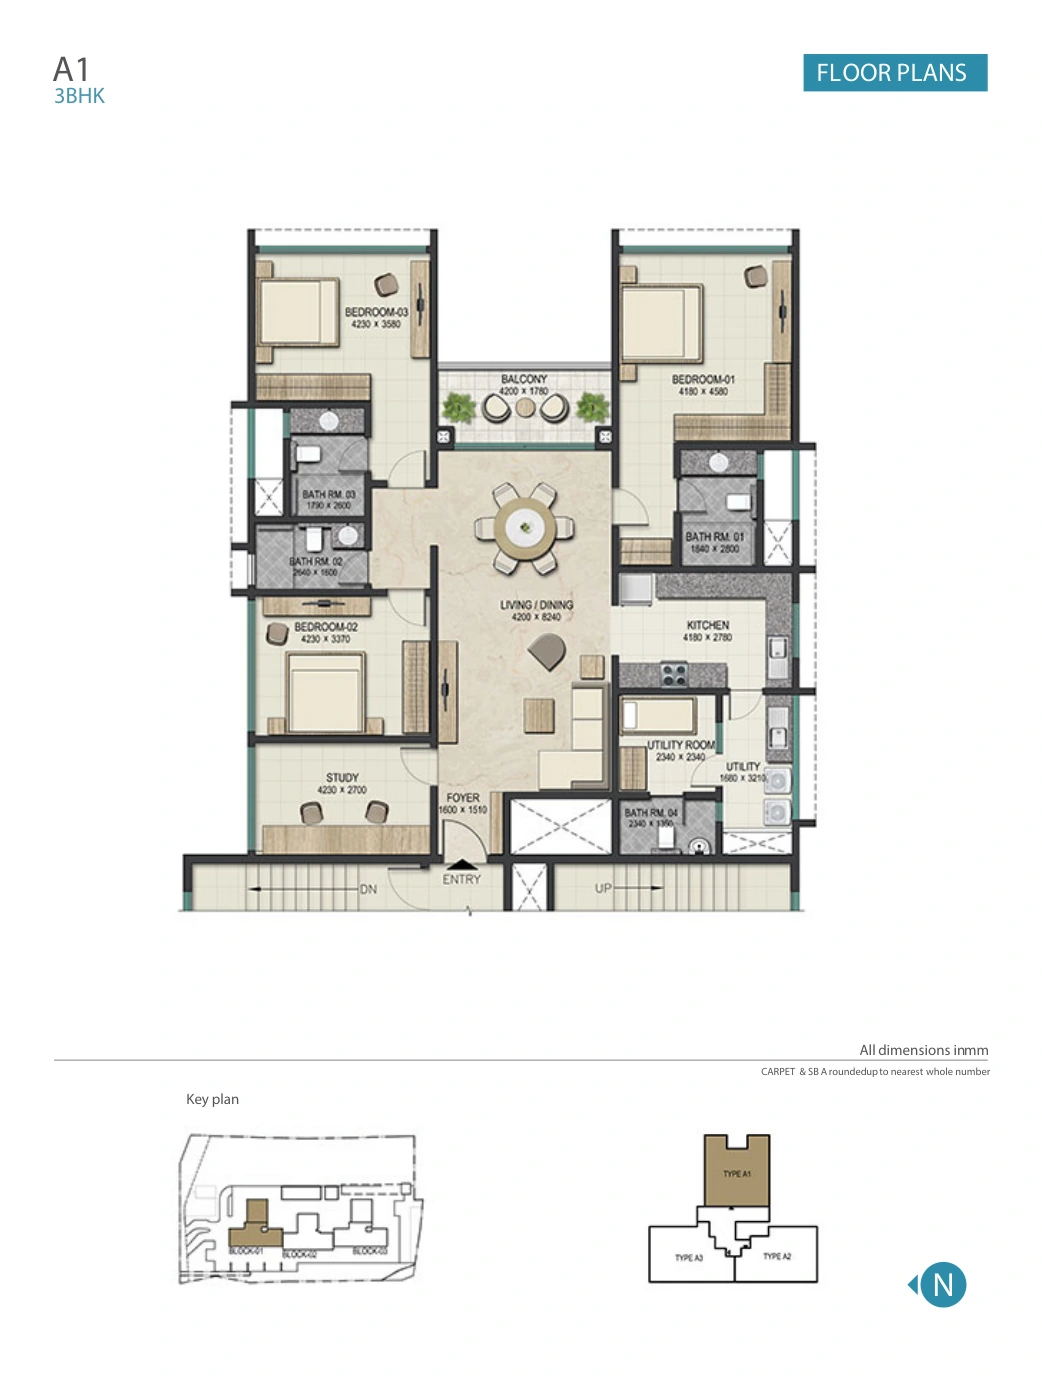 A1
3BHK
FLOOR PLANS
BEDROOM-03
4230 X 3580
BALCONY
4200 X 1780
BEDROOM-01
4180 X 4580
BATH RM. 03
1790 X 2600
BATH RM. 01
1640 X 2800
BATH RM. 02
2640 X 1600
LIVING / DINING
4200 X 8240
BEDROOM-02
4230 X 3370
KITCHEN
4180 X 2780
UTILITY ROOM
2340 X 2340
UTILITY
1680 X 3210
STUDY
4230 X 2700
FOYER
1600 X 1510
BATH RM. 04
2340 X 1350
DN
ENTRY
UP
All dimensions inmm
CARPET & SB A roundedup to nearest whole number
Key plan
BLOCK-01
BLOCK-02
BLOCK-03
TYPE A1
TYPE A3
TYPE A2
N